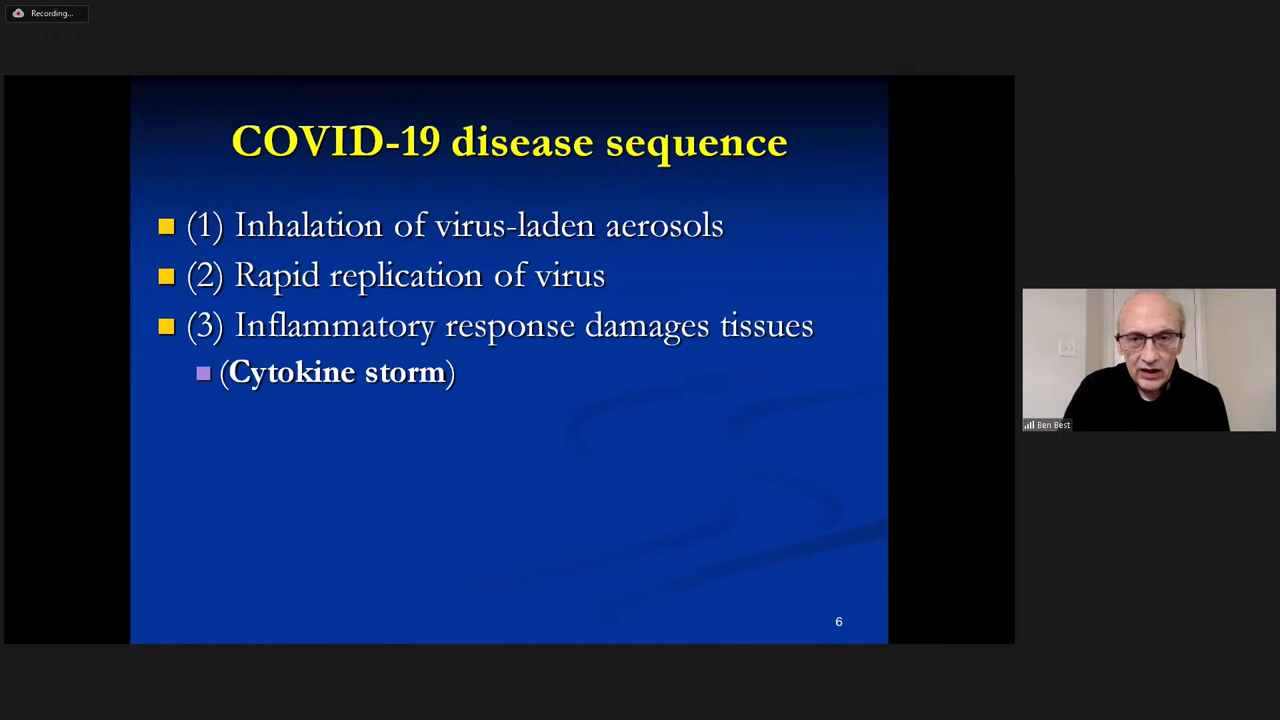 Recording...
COVID-19 disease sequence
(1) Inhalation of virus-laden aerosols
(2) Rapid replication of virus
(3) Inflammatory response damages tissues
(Cytokine storm)
6
Ben Best